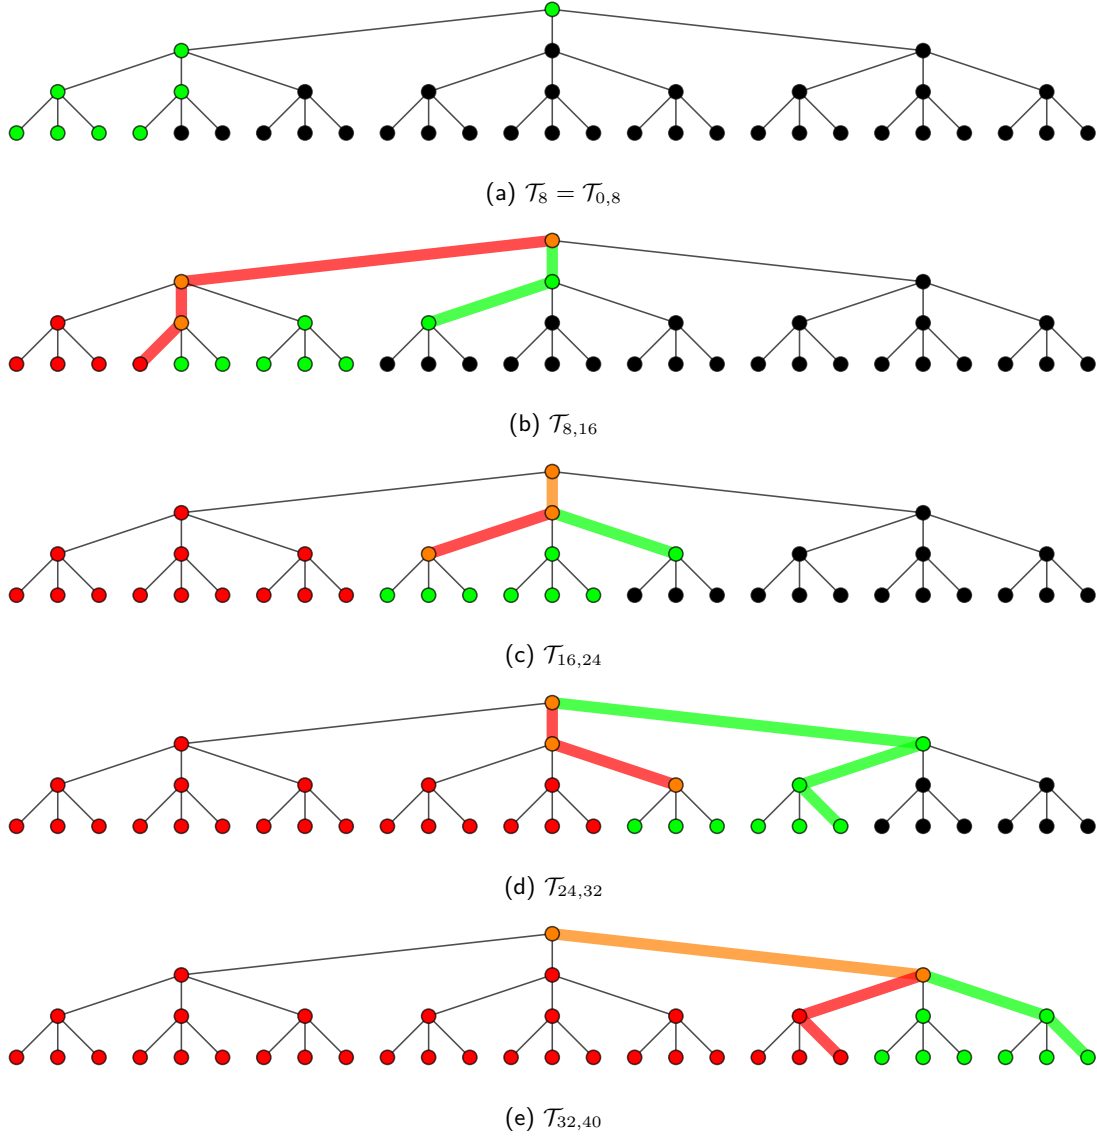 (a) 𝒯₈ = 𝒯₀,₈
(b) 𝒯₈,₁₆
(c) 𝒯₁₆,₂₄
(d) 𝒯₂₄,₃₂
(e) 𝒯₃₂,₄₀